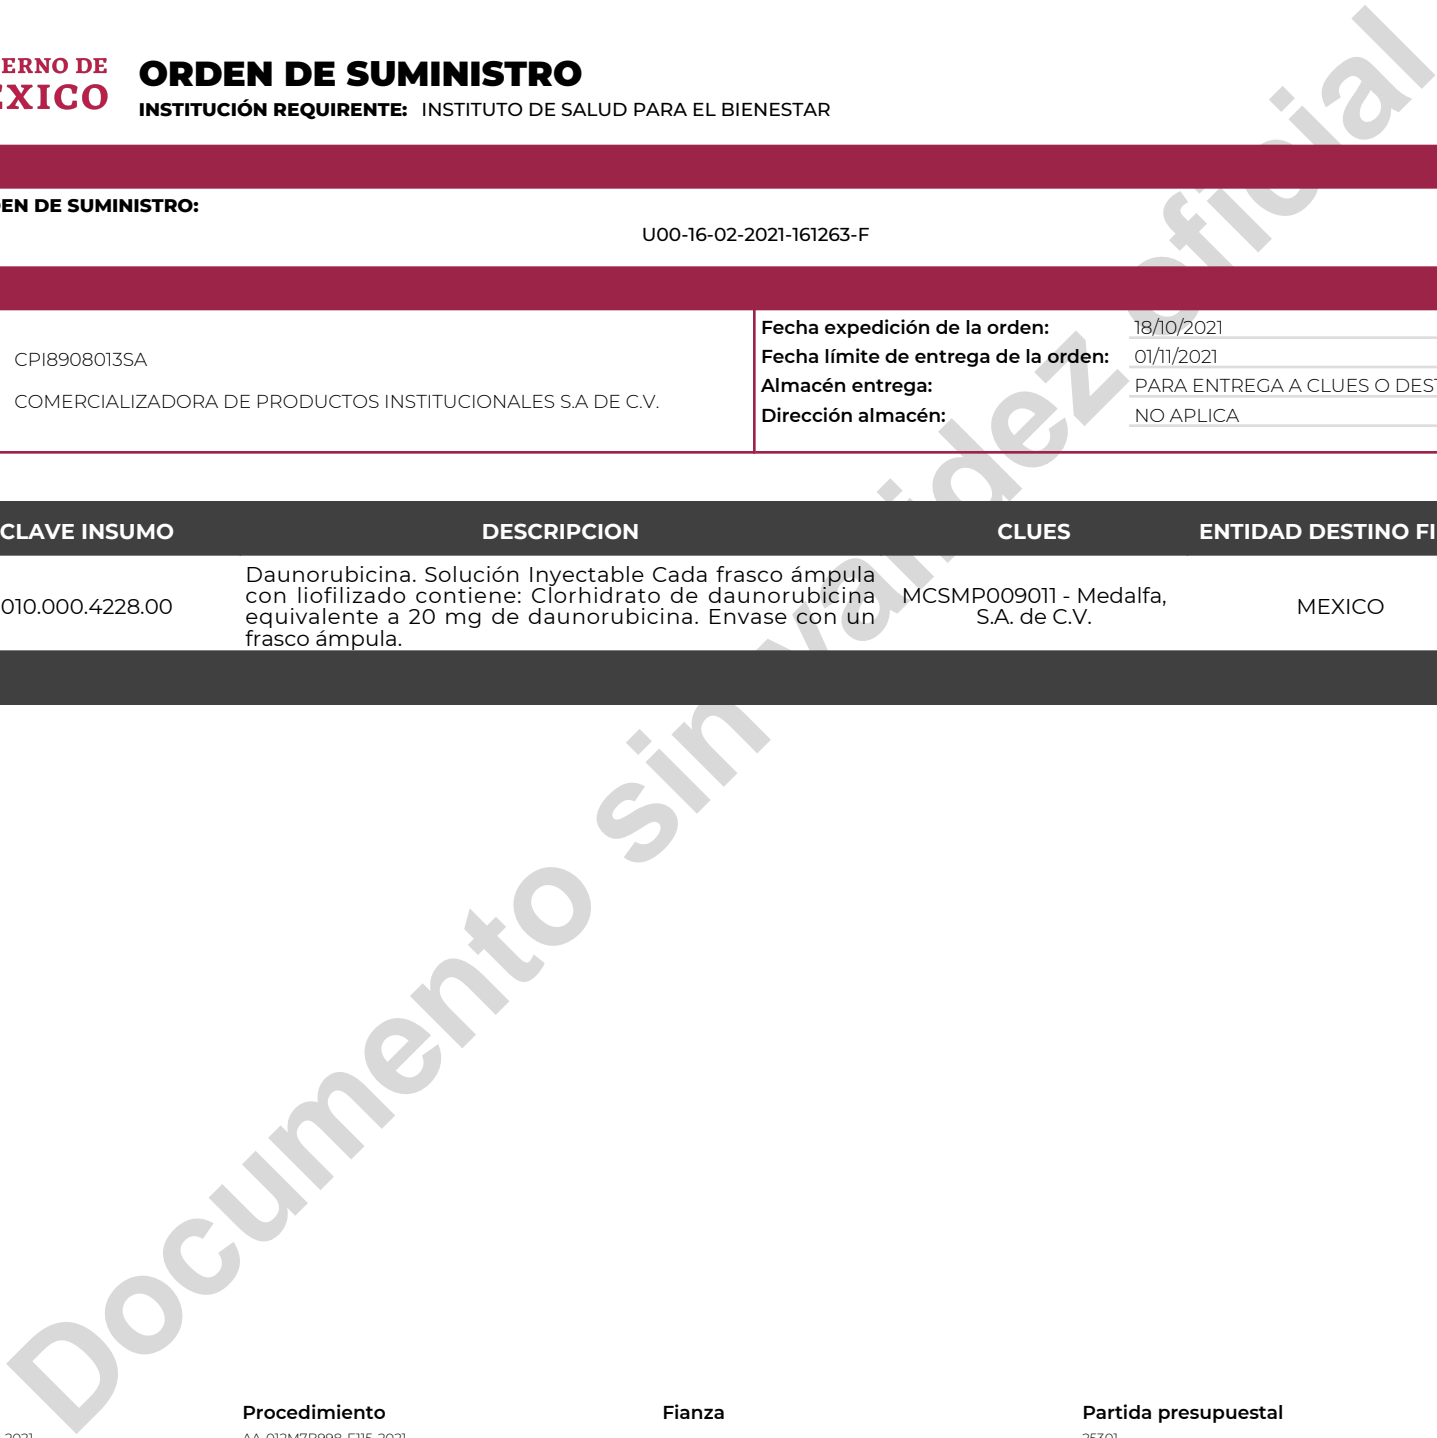 ERNO DE
EXICO
ORDEN DE SUMINISTRO
INSTITUCIÓN REQUIRENTE: INSTITUTO DE SALUD PARA EL BIENESTAR
EN DE SUMINISTRO:
U00-16-02-2021-161263-F
CPI8908013SA
COMERCIALIZADORA DE PRODUCTOS INSTITUCIONALES S.A DE C.V.
Fecha expedición de la orden: 18/10/2021
Fecha límite de entrega de la orden: 01/11/2021
Almacén entrega: PARA ENTREGA A CLUES O DEST
Dirección almacén: NO APLICA
CLAVE INSUMO DESCRIPCION CLUES ENTIDAD DESTINO FI
010.000.4228.00
Daunorubicina. Solución Inyectable Cada frasco ámpula
con liofilizado contiene: Clorhidrato de daunorubicina
equivalente a 20 mg de daunorubicina. Envase con un
frasco ámpula.
MCSMP009011 - Medalfa,
S.A. de C.V.
MEXICO
Documento sin validez oficial
Procedimiento Fianza Partida presupuestal